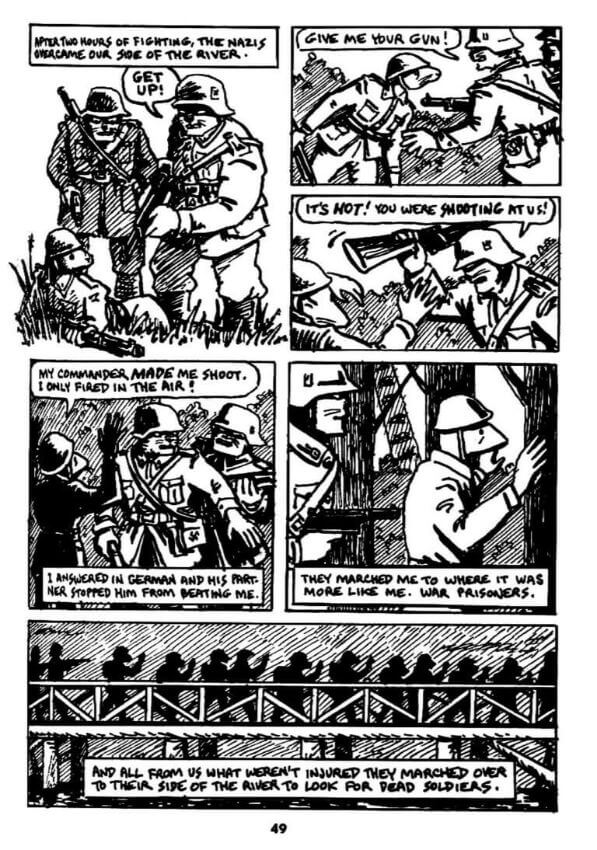 AFTER TWO HOURS OF FIGHTING, THE NAZIS
OVERCAME OUR SIDE OF THE RIVER.
GET
UP!
GIVE ME YOUR GUN!
IT'S HOT! YOU WERE SHOOTING AT US!
MY COMMANDER MADE ME SHOOT.
I ONLY FIRED IN THE AIR!
I ANSWERED IN GERMAN AND HIS PART-
NER STOPPED HIM FROM BEATING ME.
THEY MARCHED ME TO WHERE IT WAS
MORE LIKE ME. WAR PRISONERS.
AND ALL FROM US WHAT WEREN'T INJURED THEY MARCHED OVER
TO THEIR SIDE OF THE RIVER TO LOOK FOR DEAD SOLDIERS.
49